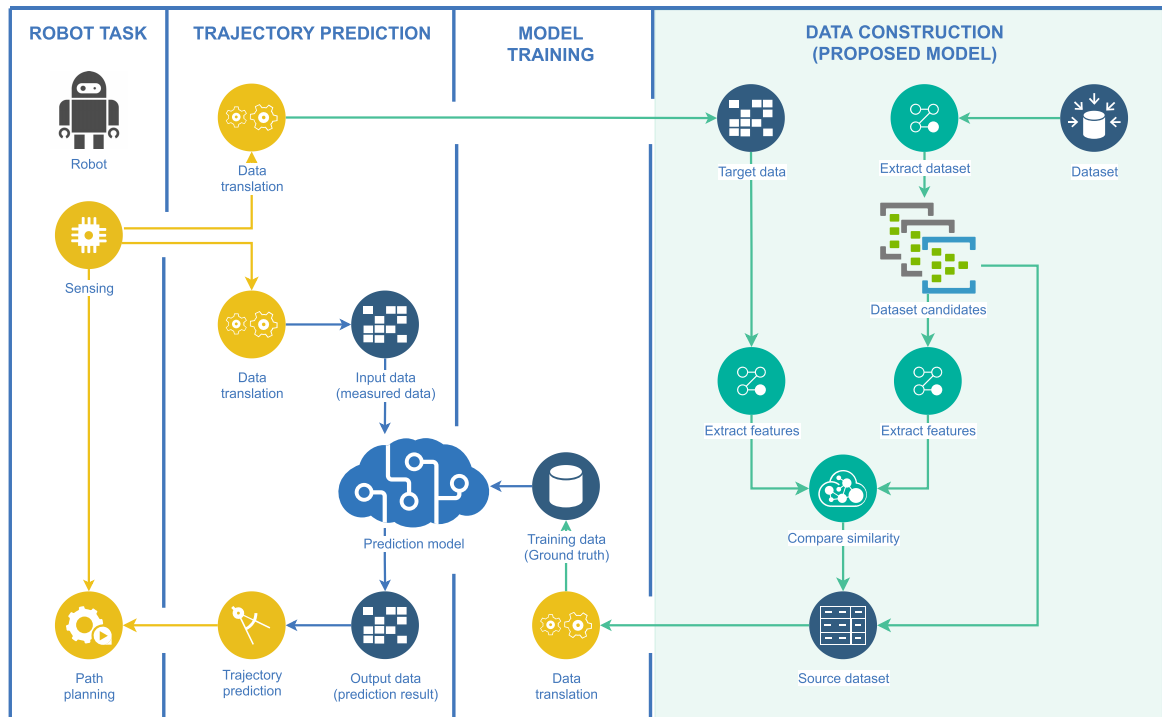 ROBOT TASK
TRAJECTORY PREDICTION
MODEL
TRAINING
DATA CONSTRUCTION
(PROPOSED MODEL)
Robot
Data
translation
Target data
Extract dataset
Dataset
Sensing
Dataset candidates
Data
translation
Input data
(measured data)
Extract features
Extract features
Prediction model
Training data
(Ground truth)
Compare similarity
Path
planning
Trajectory
prediction
Output data
(prediction result)
Data
translation
Source dataset